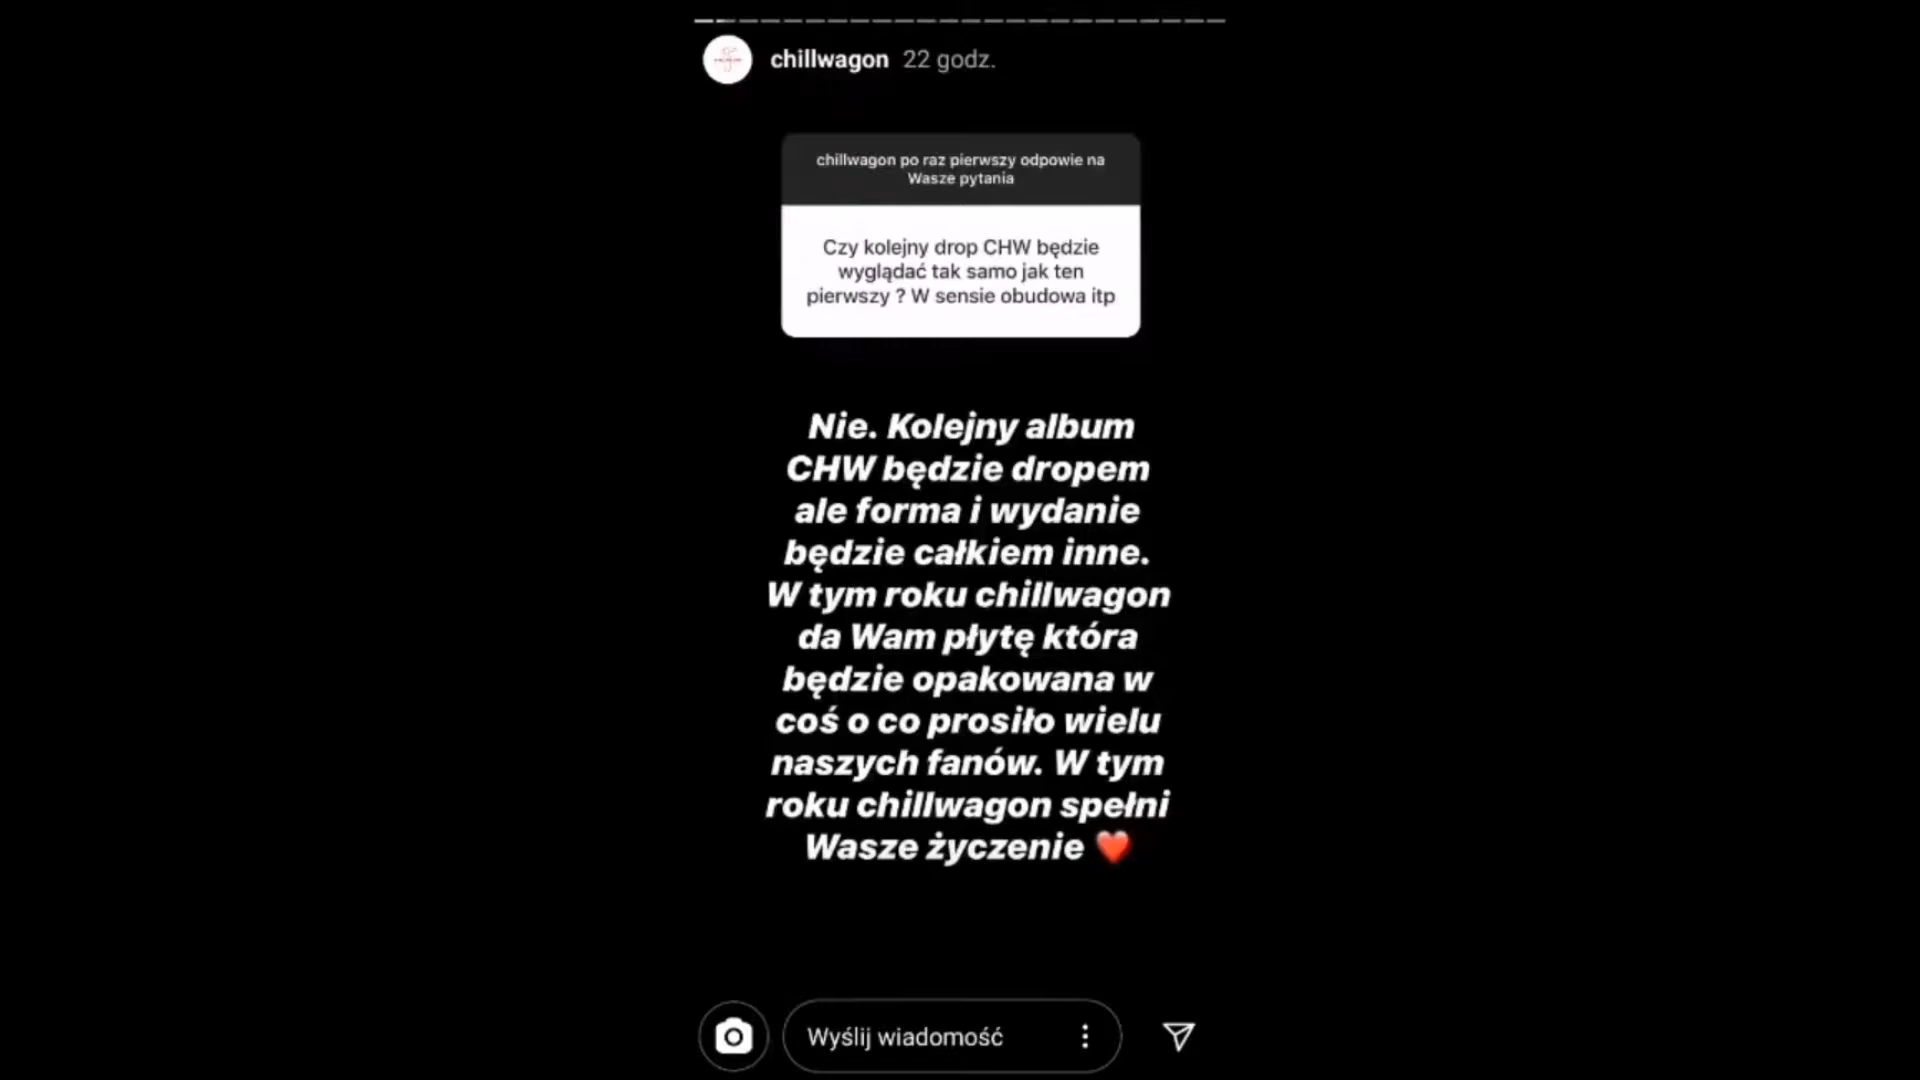 chillwagon 22 godz.
chillwagon po raz pierwszy odpowie na
Wasze pytania
Czy kolejny drop CHW będzie
wyglądać tak samo jak ten
pierwszy ? W sensie obudowa itp
Nie. Kolejny album
CHW będzie dropem
ale forma i wydanie
będzie całkiem inne.
W tym roku chillwagon
da Wam płytę która
będzie opakowana w
coś o co prosiło wielu
naszych fanów. W tym
roku chillwagon spełni
Wasze życzenie ❤️
Wyślij wiadomość